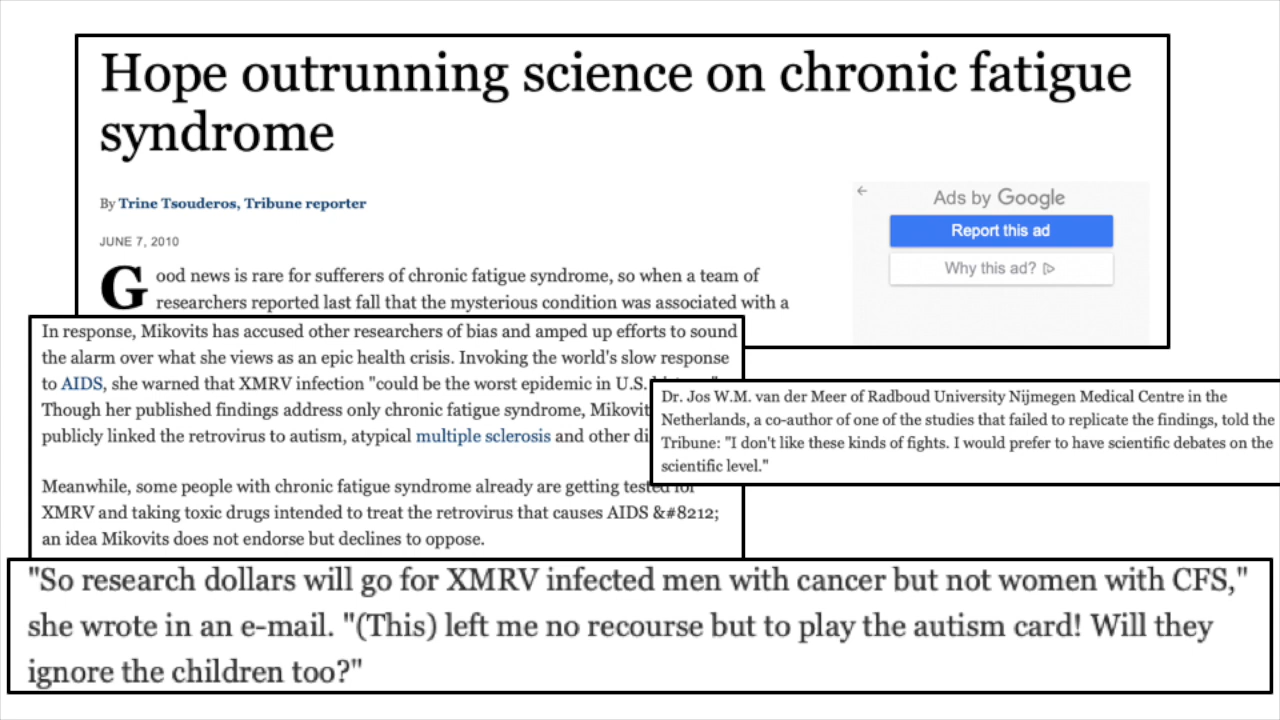 Hope outrunning science on chronic fatigue
syndrome
By Trine Tsouderos, Tribune reporter
JUNE 7, 2010
Good news is rare for sufferers of chronic fatigue syndrome, so when a team of
researchers reported last fall that the mysterious condition was associated with a
Ads by Google
Report this ad
Why this ad?
In response, Mikovits has accused other researchers of bias and amped up efforts to sound
the alarm over what she views as an epic health crisis. Invoking the world's slow response
to AIDS, she warned that XMRV infection "could be the worst epidemic in U.S.
Though her published findings address only chronic fatigue syndrome, Mikovit
publicly linked the retrovirus to autism, atypical multiple sclerosis and other di
Meanwhile, some people with chronic fatigue syndrome already are getting tested for
XMRV and taking toxic drugs intended to treat the retrovirus that causes AIDS &#8212;
an idea Mikovits does not endorse but declines to oppose.
Dr. Jos W.M. van der Meer of Radboud University Nijmegen Medical Centre in the
Netherlands, a co-author of one of the studies that failed to replicate the findings, told the
Tribune: "I don't like these kinds of fights. I would prefer to have scientific debates on the
scientific level."
"So research dollars will go for XMRV infected men with cancer but not women with CFS,"
she wrote in an e-mail. "(This) left me no recourse but to play the autism card! Will they
ignore the children too?"